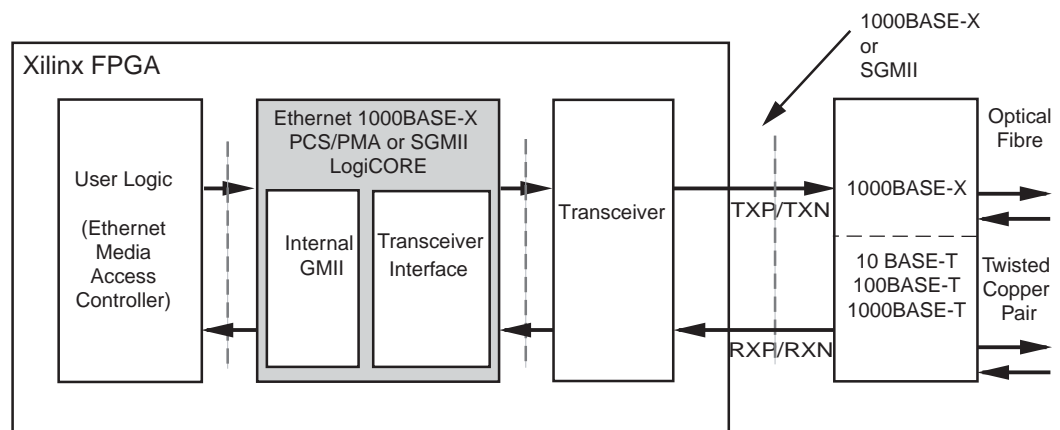 1000BASE-X
or
SGMII
Xilinx FPGA
User Logic
(Ethernet
Media
Access
Controller)
Ethernet 1000BASE-X
PCS/PMA or SGMII
LogiCORE
Internal
GMII
Transceiver
Interface
Transceiver
TXP/TXN
RXP/RXN
1000BASE-X
10 BASE-T
100BASE-T
1000BASE-T
Optical
Fibre
Twisted
Copper
Pair